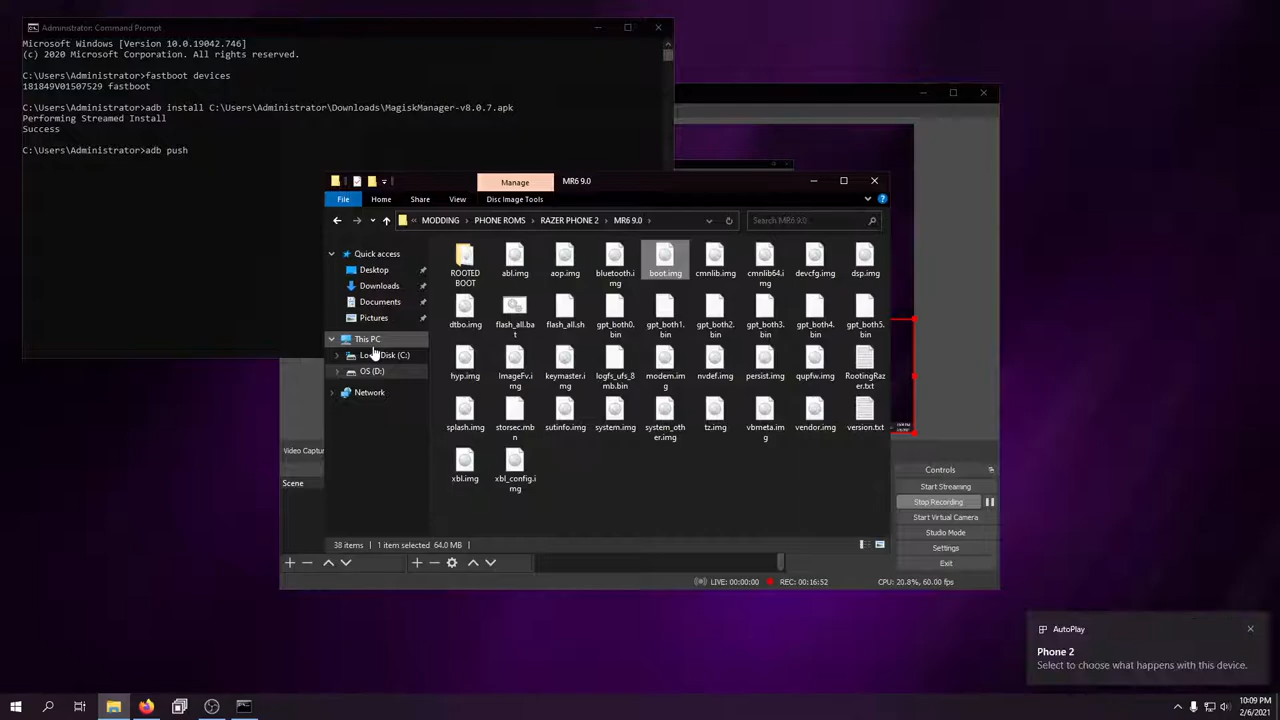 Administrator: Command Prompt
Microsoft Windows [Version 10.0.19042.746]
(c) 2020 Microsoft Corporation. All rights reserved.
C:\Users\Administrator>fastboot devices
181849V01507529 fastboot
C:\Users\Administrator>adb install C:\Users\Administrator\Downloads\MagiskManager-v8.0.7.apk
Performing Streamed Install
Success
C:\Users\Administrator>adb push
Manage
MR6 9.0
File
Home
Share
View
Disc Image Tools
MODDING
PHONE ROMS
RAZER PHONE 2
MR6 9.0
Search MR6 9.0
Quick access
Desktop
Downloads
Documents
Pictures
This PC
Local Disk (C:)
OS (D:)
Network
ROOTED BOOT
abl.img
aop.img
bluetooth.img
boot.img
cmnlib.img
cmnlib64.img
devcfg.img
dsp.img
dtbo.img
flash_all.bat
flash_all.sh
gpt_both0.bin
gpt_both1.bin
gpt_both2.bin
gpt_both3.bin
gpt_both4.bin
gpt_both5.bin
hyp.img
ImageFv.img
keymaster.img
logfs_ufs_8mb.bin
modem.img
nvdef.img
persist.img
qupfw.img
RootingRazer.txt
splash.img
storsec.mbn
sutinfo.img
system.img
system_other.img
tz.img
vbmeta.img
vendor.img
version.txt
xbl.img
xbl_config.img
38 items
1 item selected 64.0 MB
Video Captur
Scene
Controls
Start Streaming
Stop Recording
Start Virtual Camera
Studio Mode
Settings
Exit
LIVE: 00:00:00
REC: 00:16:52
CPU: 20.8%, 60.00 fps
AutoPlay
Phone 2
Select to choose what happens with this device.
10:09 PM
2/6/2021